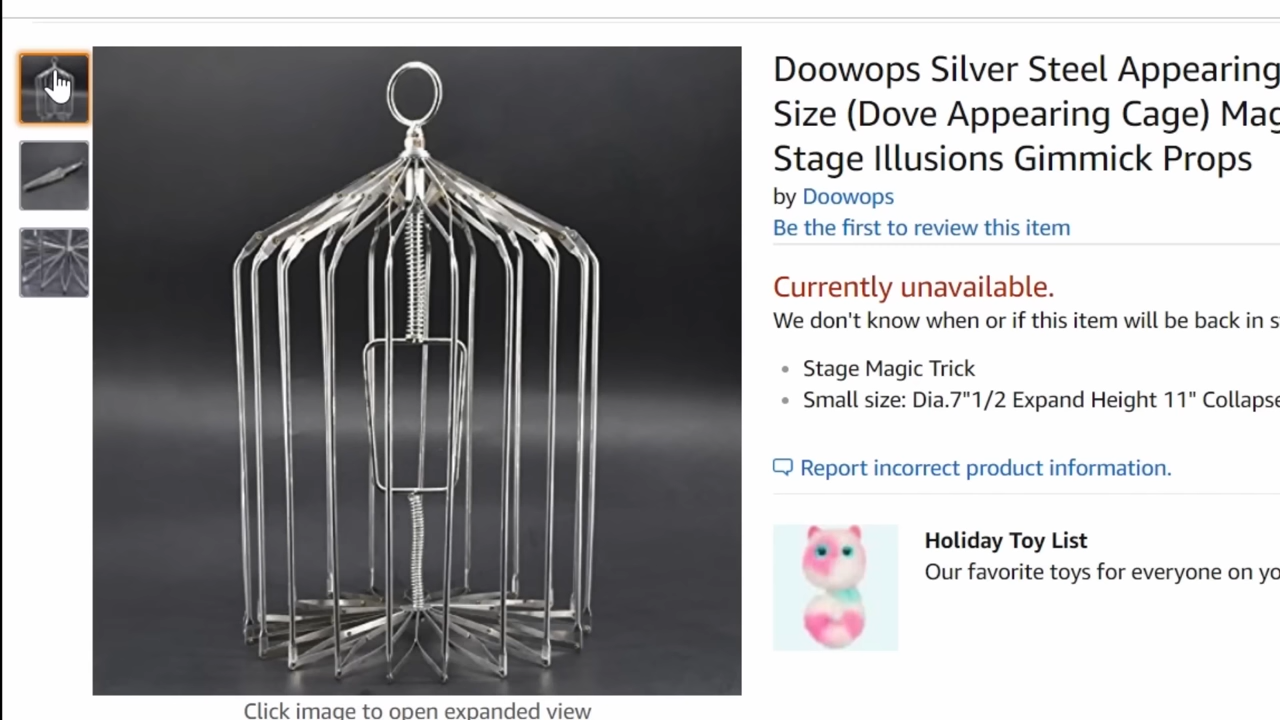 Doowops Silver Steel Appearing
Size (Dove Appearing Cage) Mag
Stage Illusions Gimmick Props
by Doowops
Be the first to review this item
Currently unavailable.
We don't know when or if this item will be back in s
Stage Magic Trick
Small size: Dia.7"1/2 Expand Height 11" Collapse
Report incorrect product information.
Holiday Toy List
Our favorite toys for everyone on yo
Click image to open expanded view